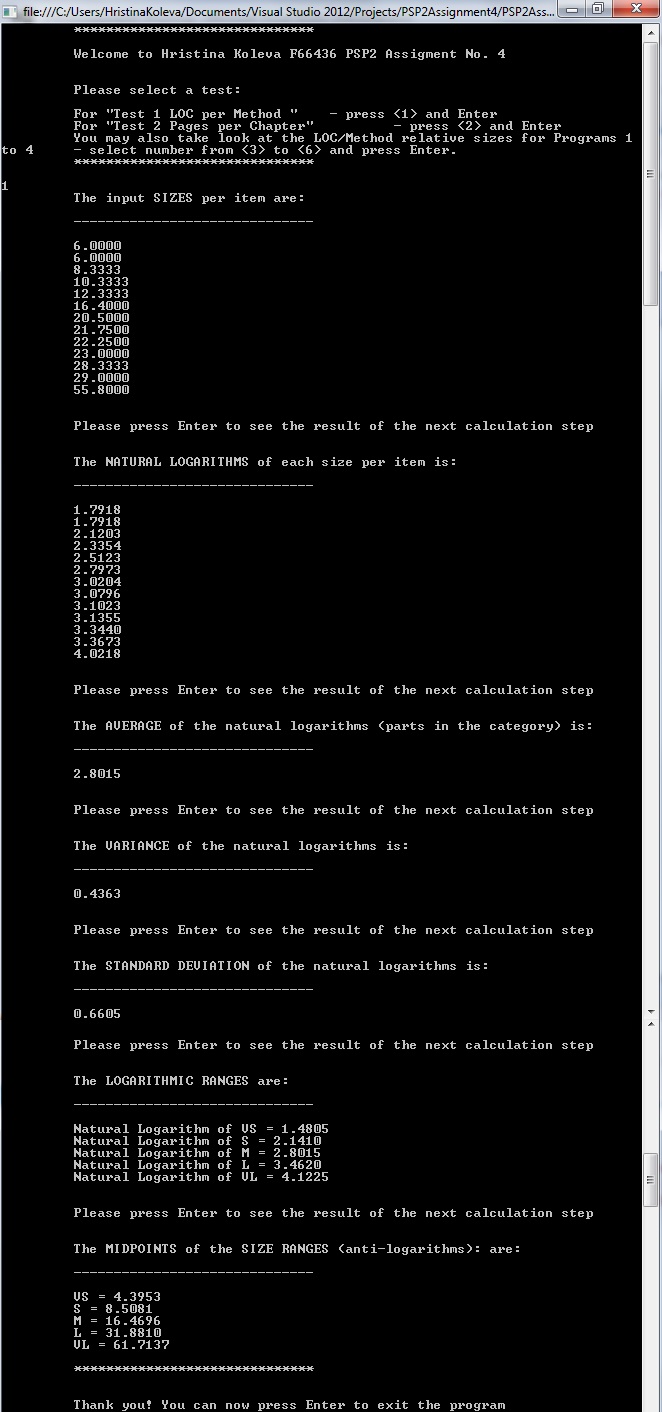 file:///C:/Users/HristinaKoleva/Documents/Visual Studio 2012/Projects/PSP2Assignment4/PSP2Ass...
******************************
Welcome to Hristina Koleva F66436 PSP2 Assigment No. 4
Please select a test:
For "Test 1 LOC per Method "    - press <1> and Enter
For "Test 2 Pages per Chapter"          - press <2> and Enter
You may also take look at the LOC/Method relative sizes for Programs 1
to 4     - select number from <3> to <6> and press Enter.
******************************
1
The input SIZES per item are:
------------------------------
6.0000
6.0000
8.3333
10.3333
12.3333
16.4000
20.5000
21.7500
22.2500
23.0000
28.3333
29.0000
55.8000
Please press Enter to see the result of the next calculation step
The NATURAL LOGARITHMS of each size per item is:
------------------------------
1.7918
1.7918
2.1203
2.3354
2.5123
2.7973
3.0204
3.0796
3.1023
3.1355
3.3440
3.3673
4.0218
Please press Enter to see the result of the next calculation step
The AVERAGE of the natural logarithms (parts in the category) is:
------------------------------
2.8015
Please press Enter to see the result of the next calculation step
The VARIANCE of the natural logarithms is:
------------------------------
0.4363
Please press Enter to see the result of the next calculation step
The STANDARD DEVIATION of the natural logarithms is:
------------------------------
0.6605
Please press Enter to see the result of the next calculation step
The LOGARITHMIC RANGES are:
------------------------------
Natural Logarithm of VS = 1.4805
Natural Logarithm of S = 2.1410
Natural Logarithm of M = 2.8015
Natural Logarithm of L = 3.4620
Natural Logarithm of VL = 4.1225
Please press Enter to see the result of the next calculation step
The MIDPOINTS of the SIZE RANGES (anti-logarithms): are:
------------------------------
VS = 4.3953
S = 8.5081
M = 16.4696
L = 31.8810
VL = 61.7137
******************************
Thank you! You can now press Enter to exit the program